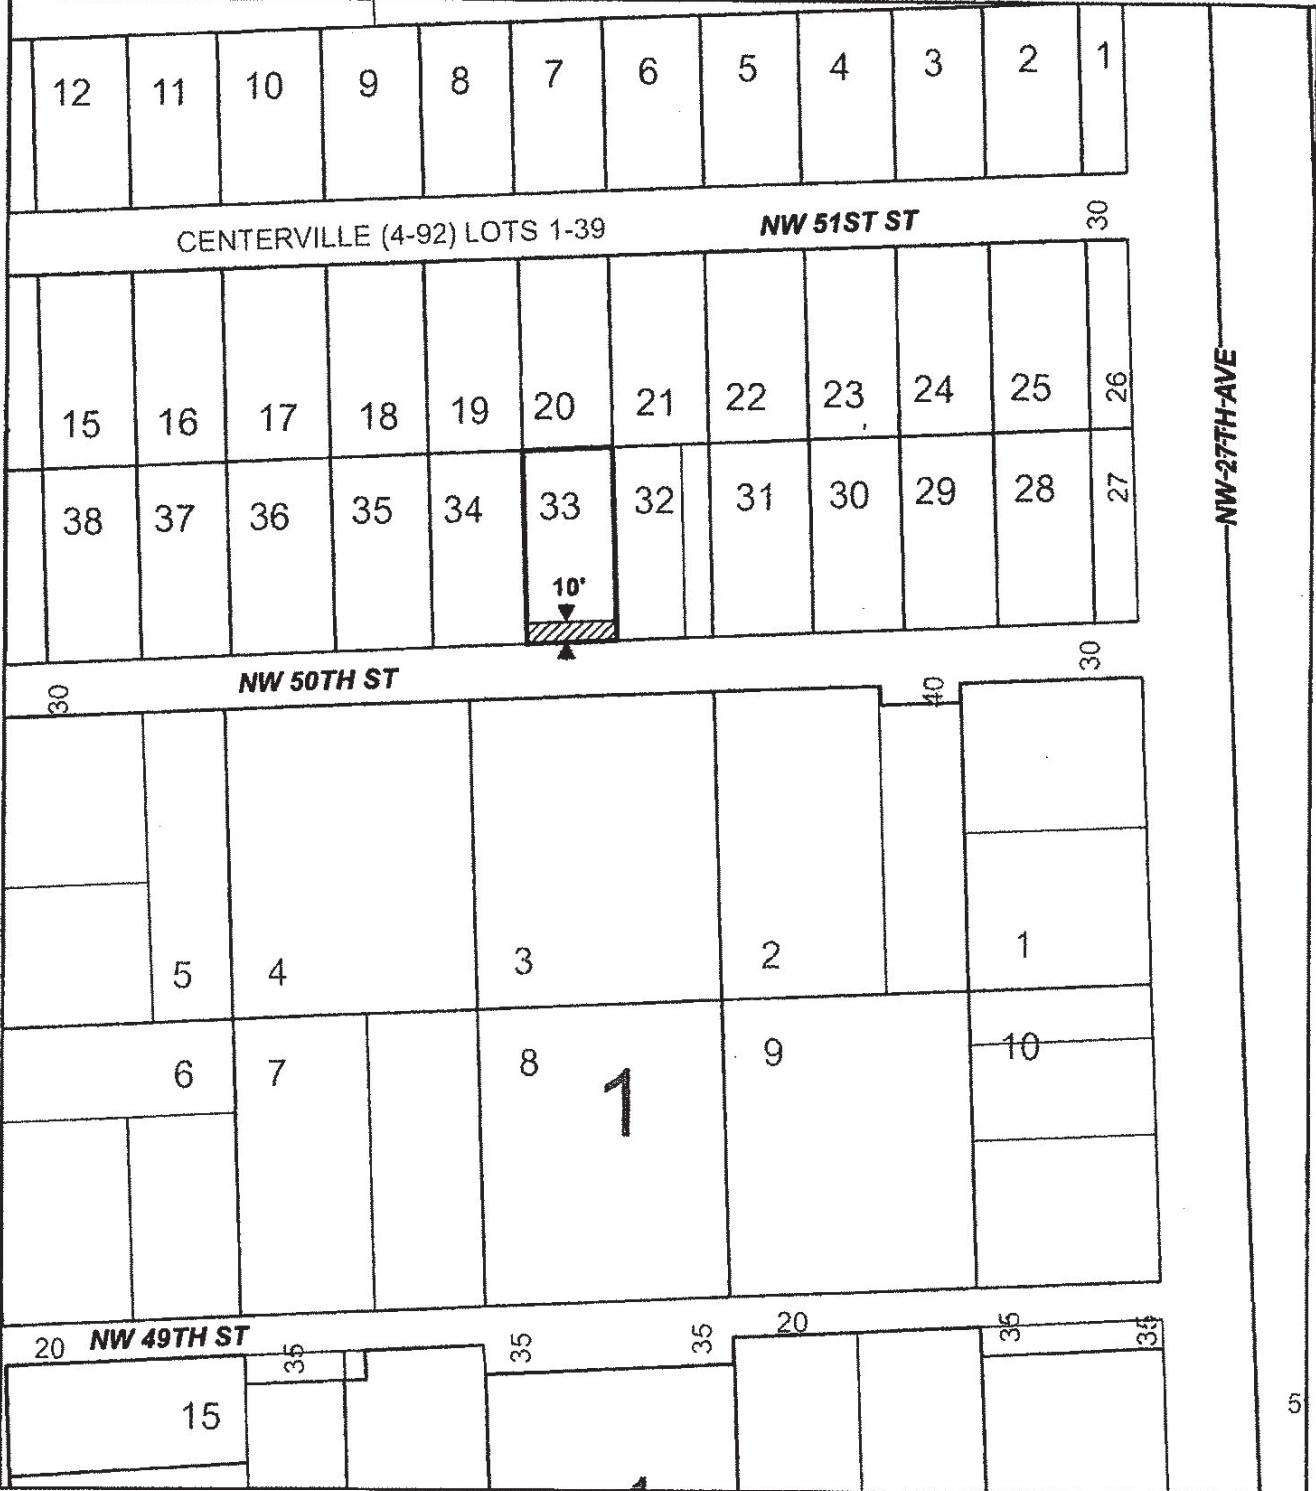 12 11 10 9 8 7 6 5 4 3 2 1
CENTERVILLE (4-92) LOTS 1-39 NW 51ST ST 30
15 16 17 18 19 20 21 22 23 24 25 26
NW 27TH AVE
38 37 36 35 34 33 32 31 30 29 28 27
10'
30 NW 50TH ST 40 30
5 4 3 2 1
6 7 8 9 10
1
20 NW 49TH ST 35 35 35 20 35 35
15
5